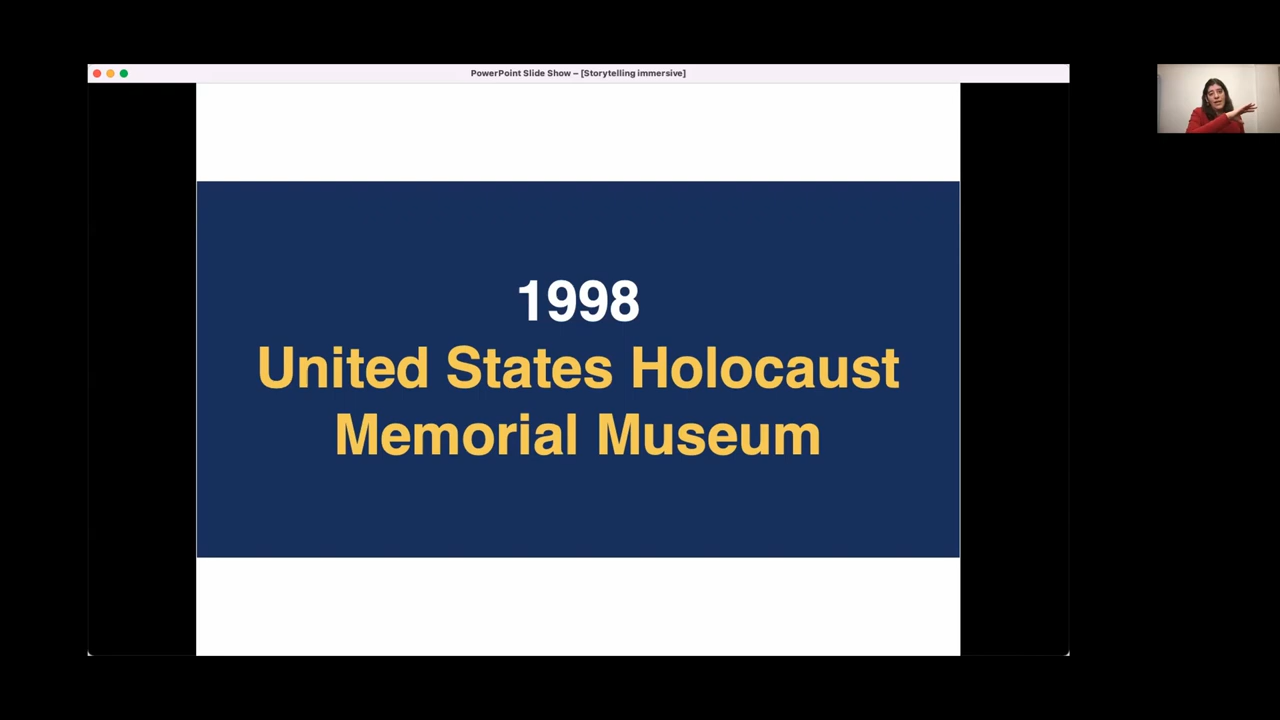 PowerPoint Slide Show – [Storytelling immersive]
1998
United States Holocaust
Memorial Museum